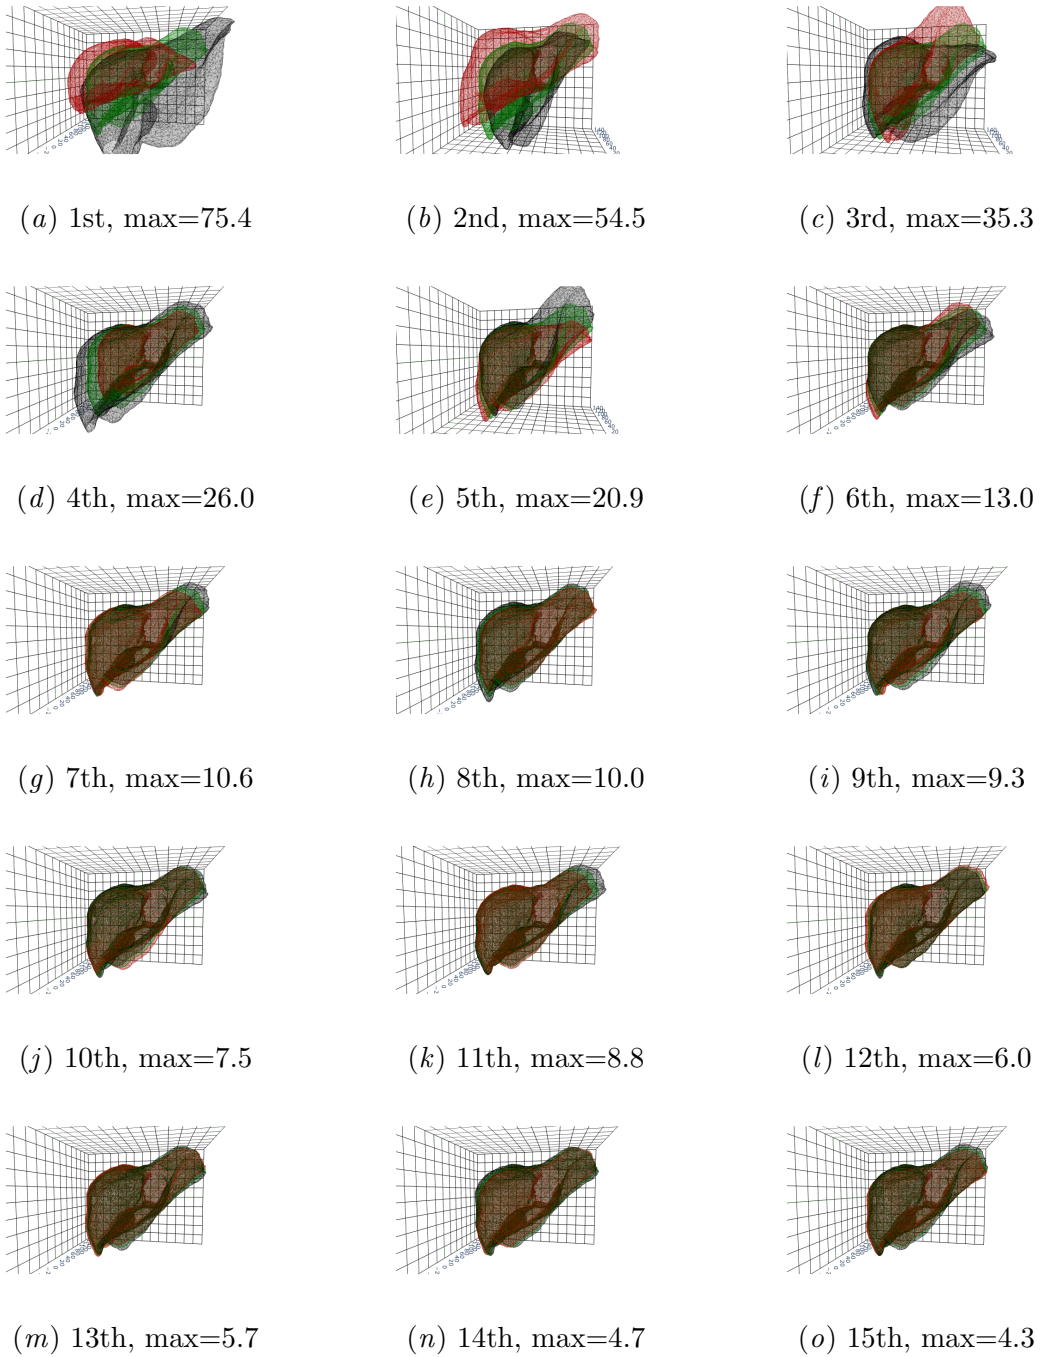 (a) 1st, max=75.4
(b) 2nd, max=54.5
(c) 3rd, max=35.3
(d) 4th, max=26.0
(e) 5th, max=20.9
(f) 6th, max=13.0
(g) 7th, max=10.6
(h) 8th, max=10.0
(i) 9th, max=9.3
(j) 10th, max=7.5
(k) 11th, max=8.8
(l) 12th, max=6.0
(m) 13th, max=5.7
(n) 14th, max=4.7
(o) 15th, max=4.3